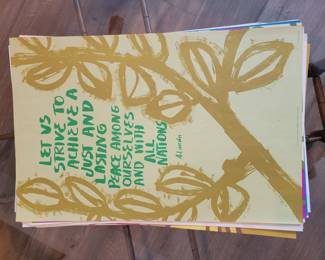 LET US
STRIVE TO
ACHIEVE A
JUST AND
LASTING
PEACE AMONG
OURSELVES
AND WITH
ALL
NATIONS
A Lincoln